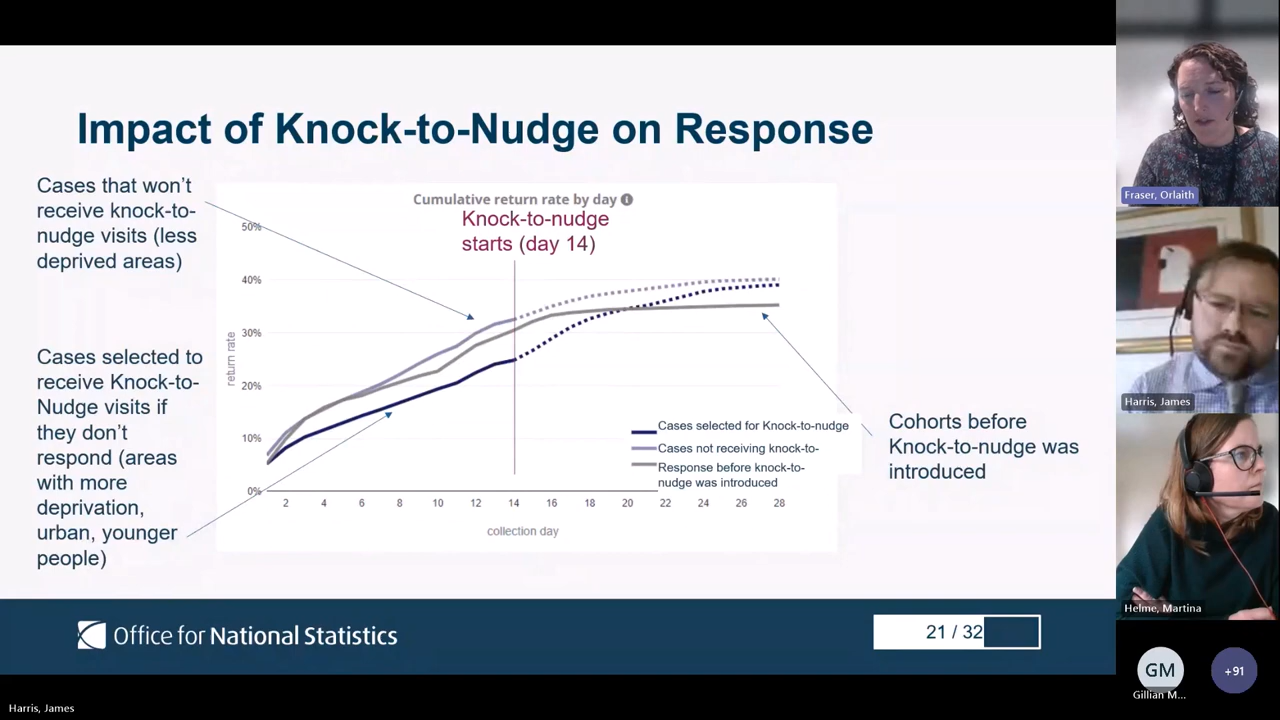 Impact of Knock-to-Nudge on Response
Cases that won't
receive knock-to-
nudge visits (less
deprived areas)
Cases selected to
receive Knock-to-
Nudge visits if
they don't
respond (areas
with more
deprivation,
urban, younger
people)
Cumulative return rate by day
Knock-to-nudge
starts (day 14)
50%
40%
30%
20%
10%
0%
return rate
2 4 6 8 10 12 14 16 18 20 22 24 26 28
collection day
Cases selected for Knock-to-nudge
Cases not receiving knock-to-
Response before knock-to-
nudge was introduced
Cohorts before
Knock-to-nudge was
introduced
Office for National Statistics
21 / 32
Fraser, Orlaith
Harris, James
Helme, Martina
GM
Gillian M...
+91
Harris, James